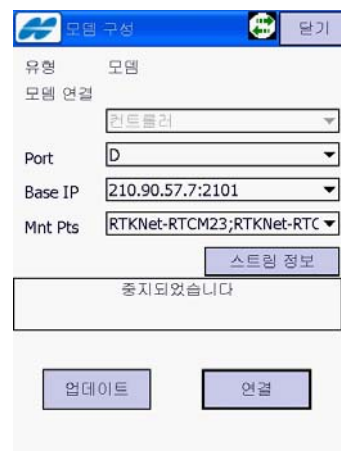 모뎀 구성 닫기
유형 모뎀
모뎀 연결
컨트롤러
Port D
Base IP 210.90.57.7:2101
Mnt Pts RTKNet-RTCM23;RTKNet-RTC
스트림 정보
중지되었습니다
업데이트 연결